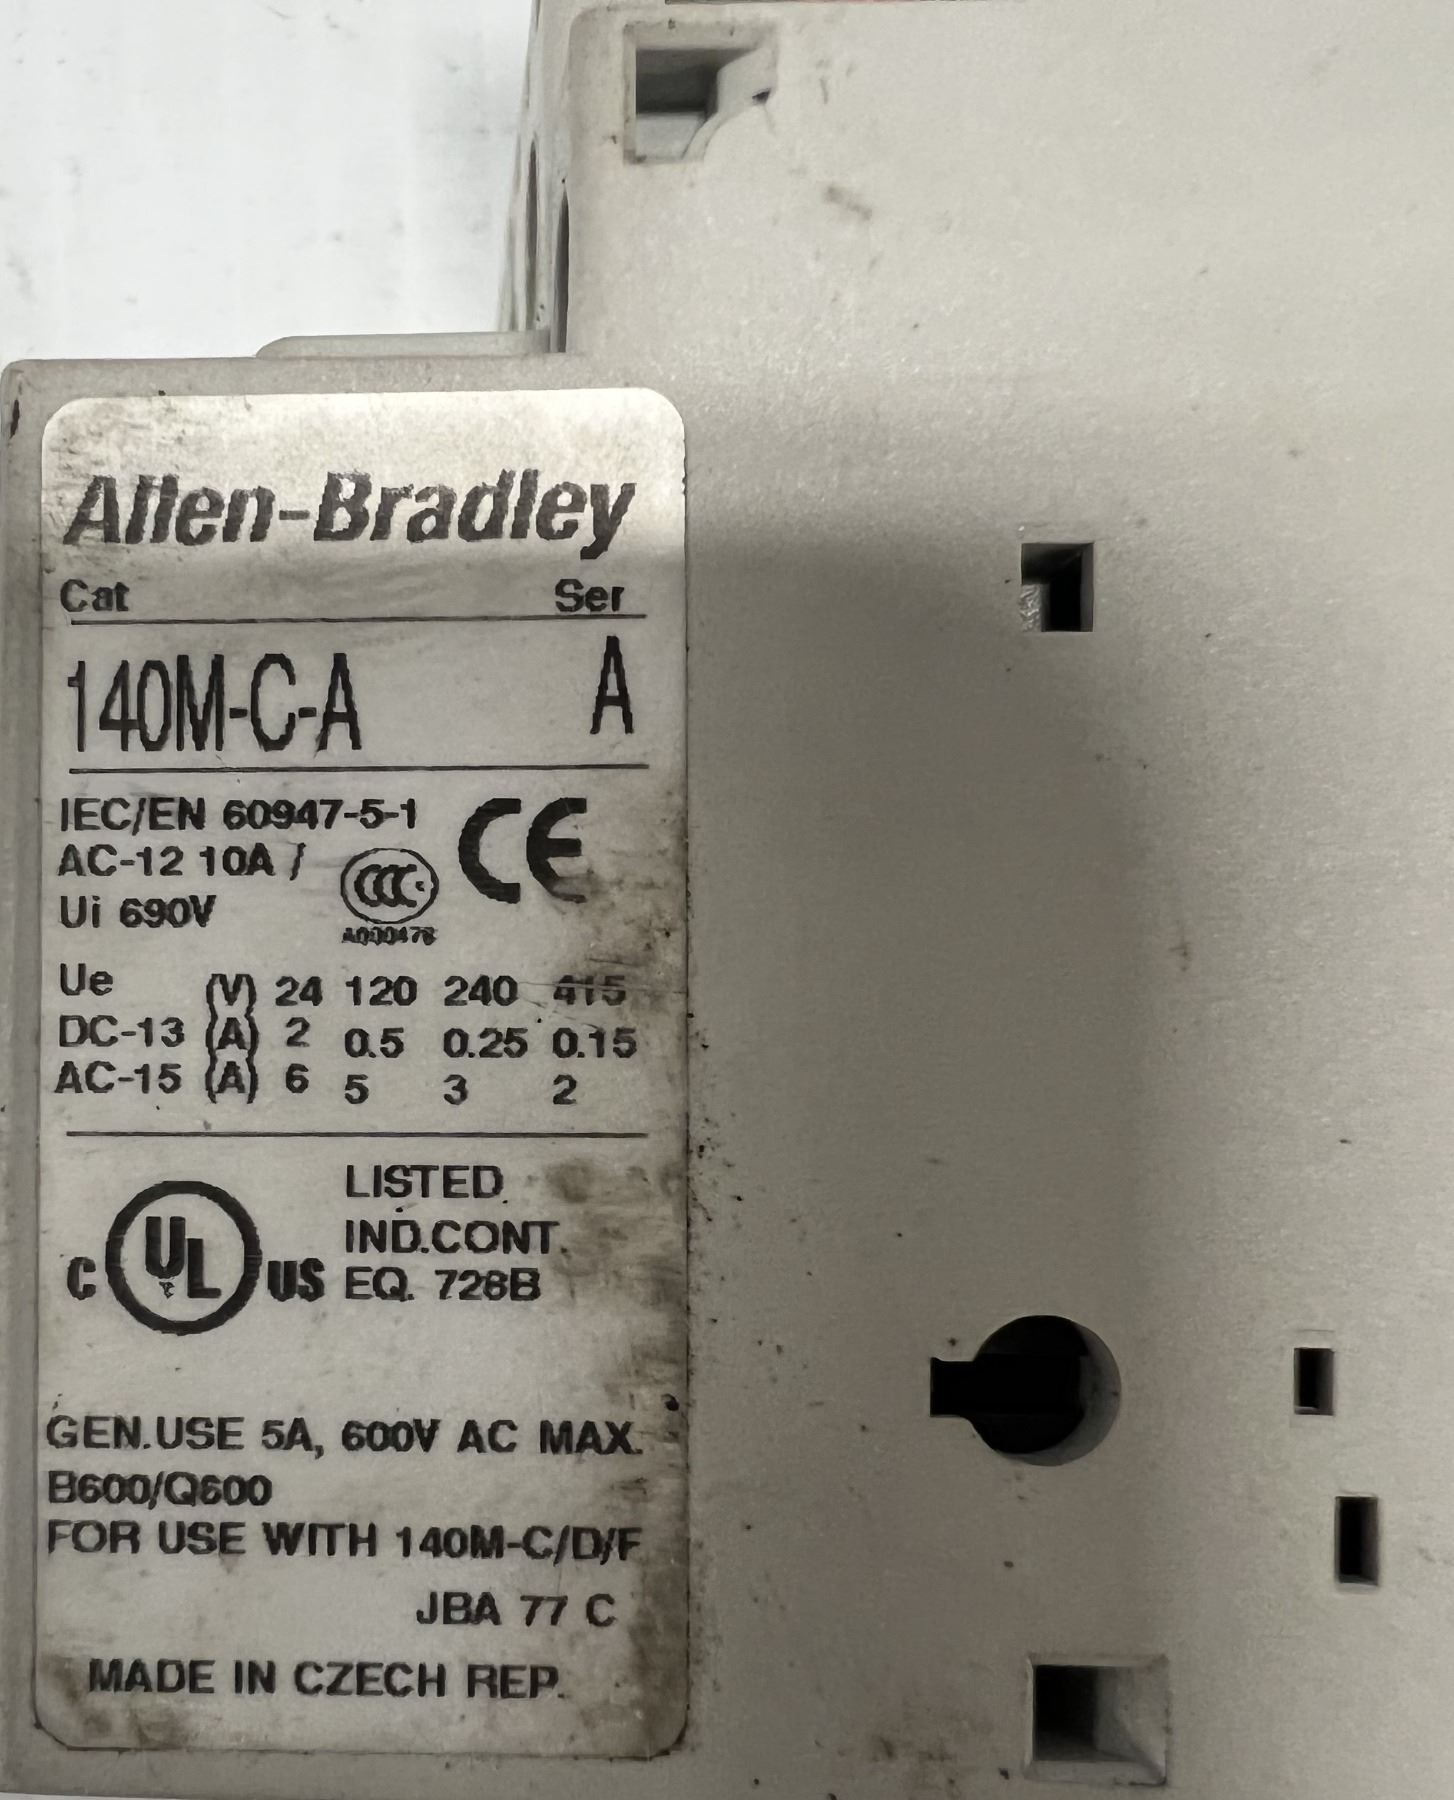 Allen-Bradley
Cat Ser
140M-C-A A
IEC/EN 60947-5-1 CE
AC-12 10A /
Ui 690V CCC
A000478
Ue (V) 24 120 240 415
DC-13 (A) 2 0.5 0.25 0.15
AC-15 (A) 6 5 3 2
LISTED
IND.CONT.
C UL US EQ. 728B
GEN.USE 5A, 600V AC MAX.
B600/Q600
FOR USE WITH 140M-C/D/F
JBA 77 C
MADE IN CZECH REP.